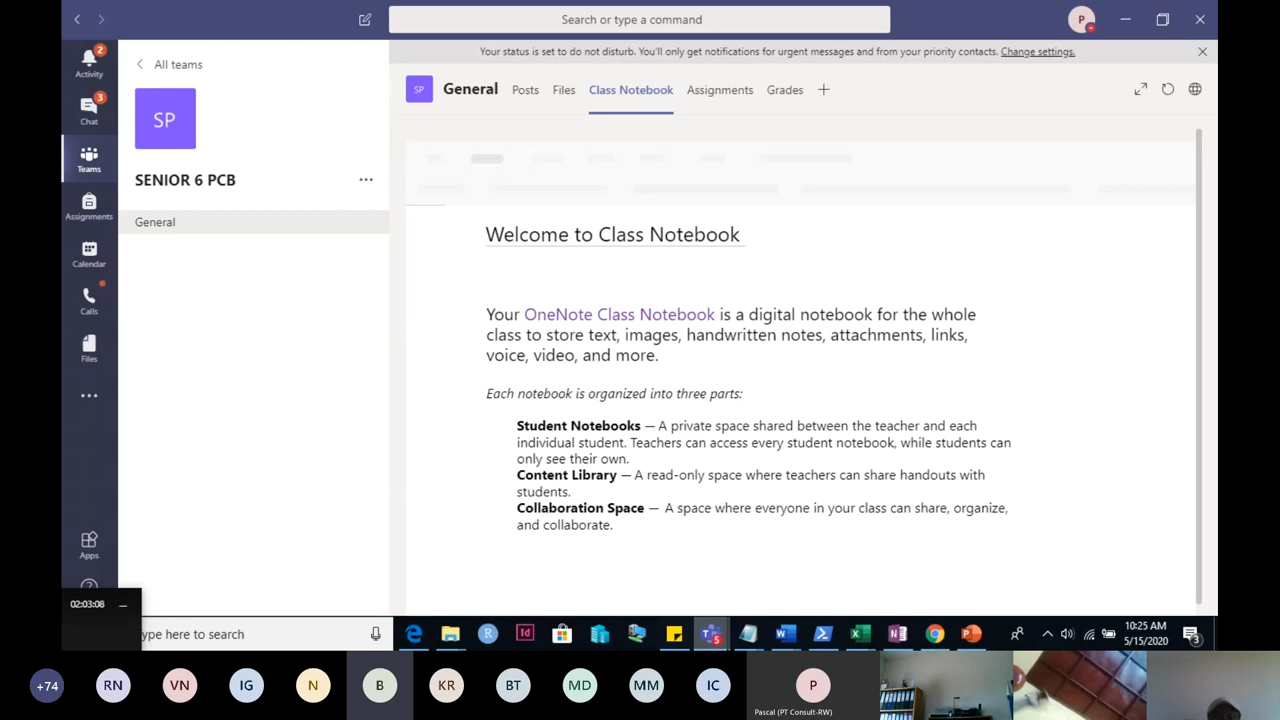 Search or type a command
P
Your status is set to do not disturb. You'll only get notifications for urgent messages and from your priority contacts. Change settings.
2
Activity
3
Chat
Teams
Assignments
Calendar
Calls
Files
Apps
All teams
SP
SENIOR 6 PCB
General
SP
General
Posts
Files
Class Notebook
Assignments
Grades
Welcome to Class Notebook
Your OneNote Class Notebook is a digital notebook for the whole
class to store text, images, handwritten notes, attachments, links,
voice, video, and more.
Each notebook is organized into three parts:
Student Notebooks — A private space shared between the teacher and each
individual student. Teachers can access every student notebook, while students can
only see their own.
Content Library — A read-only space where teachers can share handouts with
students.
Collaboration Space — A space where everyone in your class can share, organize,
and collaborate.
02:03:08
ype here to search
R
Id
5
10:25 AM
5/15/2020
3
+74
RN
VN
IG
N
B
KR
BT
MD
MM
IC
P
Pascal (PT Consult-RW)